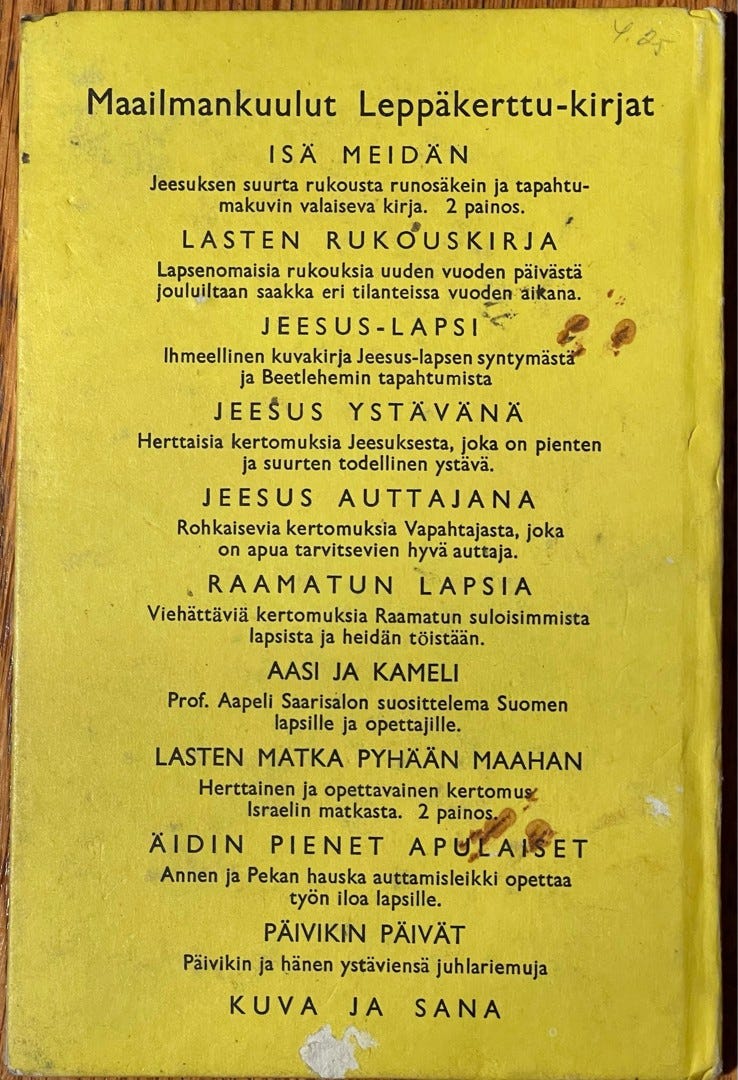 4.25
Maailmankuulut Leppäkerttu-kirjat
ISÄ MEIDÄN
Jeesuksen suurta rukousta runosäkein ja tapahtu-
makuvin valaiseva kirja. 2 painos.
LASTEN RUKOUSKIRJA
Lapsenomaisia rukouksia uuden vuoden päivästä
jouluiltaan saakka eri tilanteissa vuoden aikana.
JEESUS-LAPSI
Ihmeellinen kuvakirja Jeesus-lapsen syntymästä
ja Beetlehemin tapahtumista
JEESUS YSTÄVÄNÄ
Herttaisia kertomuksia Jeesuksesta, joka on pienten
ja suurten todellinen ystävä.
JEESUS AUTTAJANA
Rohkaisevia kertomuksia Vapahtajasta, joka
on apua tarvitsevien hyvä auttaja.
RAAMATUN LAPSIA
Viehättäviä kertomuksia Raamatun suloisimmista
lapsista ja heidän töistään.
AASI JA KAMELI
Prof. Aapeli Saarisalon suosittelema Suomen
lapsille ja opettajille.
LASTEN MATKA PYHÄÄN MAAHAN
Herttainen ja opettavainen kertomus
Israelin matkasta. 2 painos.
ÄIDIN PIENET APULAISET
Annen ja Pekan hauska auttamisleikki opettaa
työn iloa lapsille.
PÄIVIKIN PÄIVÄT
Päivikin ja hänen ystäviensä juhlariemuja
KUVA JA SANA